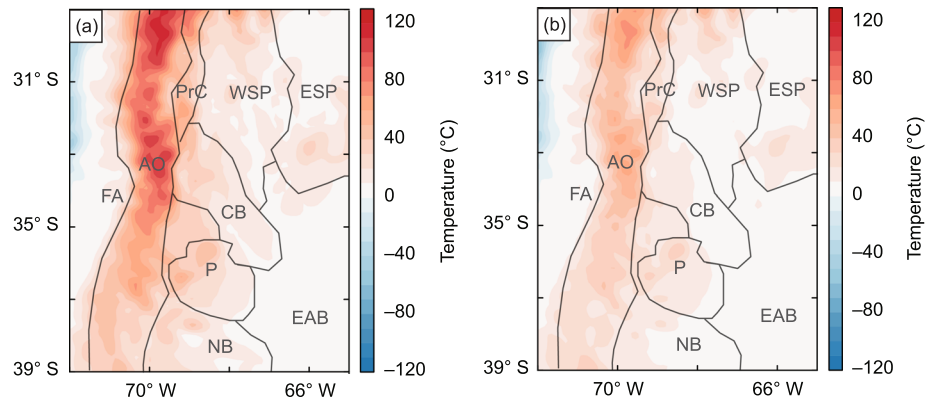 (a)
31° S
35° S
39° S
70° W
66° W
PrC
WSP
ESP
AO
FA
CB
P
EAB
NB
120
80
40
0
–40
–80
–120
Temperature (°C)
(b)
31° S
35° S
39° S
70° W
66° W
PrC
WSP
ESP
AO
FA
CB
P
EAB
NB
120
80
40
0
–40
–80
–120
Temperature (°C)